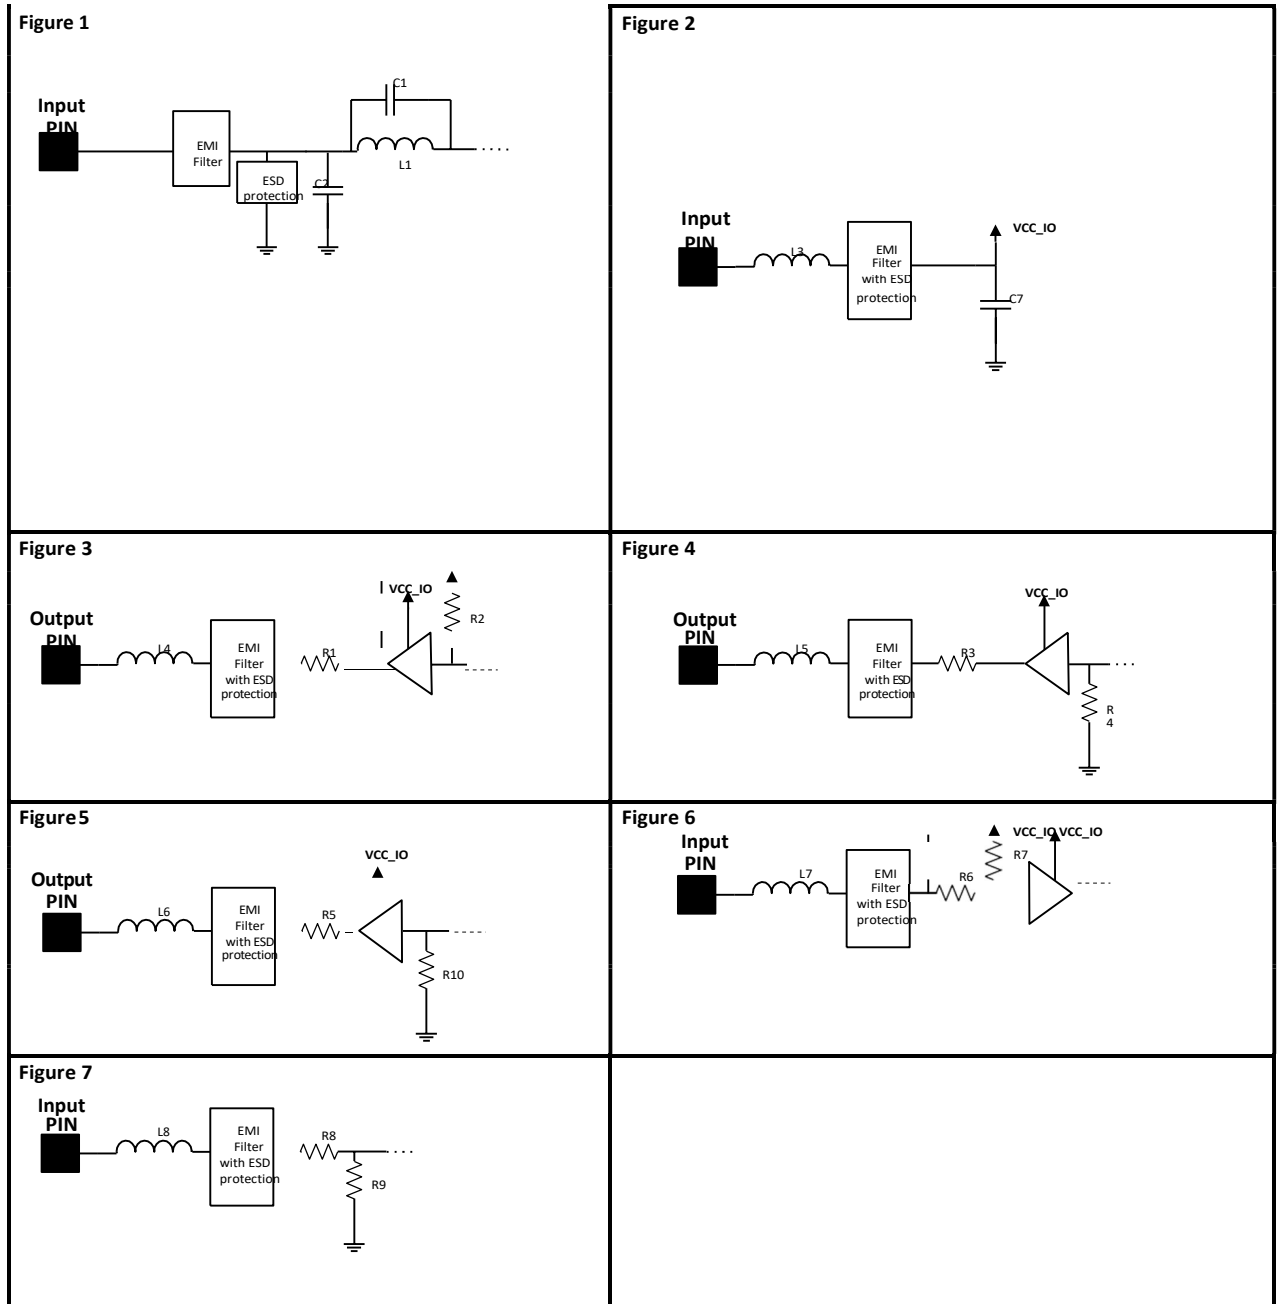 Figure 1
C1
Input
PIN
EMI
Filter
L1
ESD
protection
C2
Figure 2
Input
PIN
L3
EMI
Filter
with ESD
protection
VCC_IO
C7
Figure 3
Output
PIN
L4
EMI
Filter
with ESD
protection
R1
VCC_IO
R2
Figure 4
Output
PIN
L5
EMI
Filter
with ESD
protection
R3
VCC_IO
R
4
Figure 5
Output
PIN
L6
EMI
Filter
with ESD
protection
R5
VCC_IO
R10
Figure 6
Input
PIN
L7
EMI
Filter
with ESD
protection
R6
VCC_IO VCC_IO
R7
Figure 7
Input
PIN
L8
EMI
Filter
with ESD
protection
R8
R9